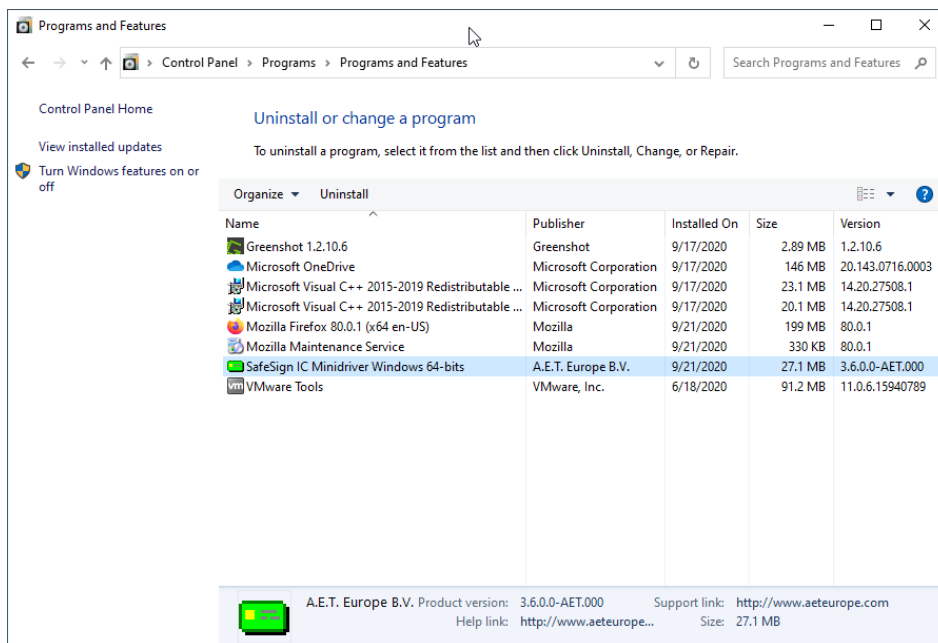 Programs and Features
Control Panel > Programs > Programs and Features
Search Programs and Features
Control Panel Home
View installed updates
Turn Windows features on or
off
Uninstall or change a program
To uninstall a program, select it from the list and then click Uninstall, Change, or Repair.
Organize Uninstall
Name Publisher Installed On Size Version
Greenshot 1.2.10.6 Greenshot 9/17/2020 2.89 MB 1.2.10.6
Microsoft OneDrive Microsoft Corporation 9/17/2020 146 MB 20.143.0716.0003
Microsoft Visual C++ 2015-2019 Redistributable ... Microsoft Corporation 9/17/2020 23.1 MB 14.20.27508.1
Microsoft Visual C++ 2015-2019 Redistributable ... Microsoft Corporation 9/17/2020 20.1 MB 14.20.27508.1
Mozilla Firefox 80.0.1 (x64 en-US) Mozilla 9/21/2020 199 MB 80.0.1
Mozilla Maintenance Service Mozilla 9/21/2020 330 KB 80.0.1
SafeSign IC Minidriver Windows 64-bits A.E.T. Europe B.V. 9/21/2020 27.1 MB 3.6.0.0-AET.000
vm VMware Tools VMware, Inc. 6/18/2020 91.2 MB 11.0.6.15940789
A.E.T. Europe B.V. Product version: 3.6.0.0-AET.000 Support link: http://www.aeteurope.com
Help link: http://www.aeteurope... Size: 27.1 MB